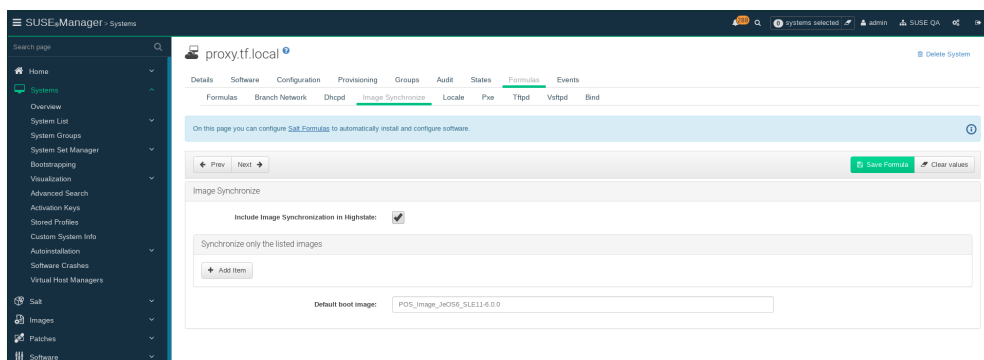 SUSE Manager > Systems
systems selected
admin
SUSE QA
Search page
Home
Systems
Overview
System List
System Groups
System Set Manager
Bootstrapping
Visualization
Advanced Search
Activation Keys
Stored Profiles
Custom System Info
Autoinstallation
Software Crashes
Virtual Host Managers
Salt
Images
Patches
Software
proxy.tf.local ?
Delete System
Details Software Configuration Provisioning Groups Audit States Formulas Events
Formulas Branch Network Dhcpd Image Synchronize Locale Pxe Tftpd Vsftpd Bind
On this page you can configure Salt Formulas to automatically install and configure software.
Prev Next
Save Formula Clear values
Image Synchronize
Include Image Synchronization in Highstate:
Synchronize only the listed images
+ Add Item
Default boot image: POS_Image_JeOS6_SLE11-6.0.0